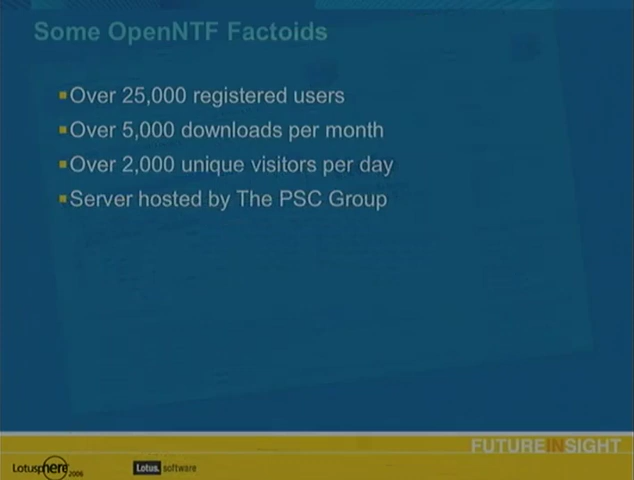 Some OpenNTF Factoids
Over 25,000 registered users
Over 5,000 downloads per month
Over 2,000 unique visitors per day
Server hosted by The PSC Group
FUTUREINSIGHT
Lotusphere 2006
Lotus. software